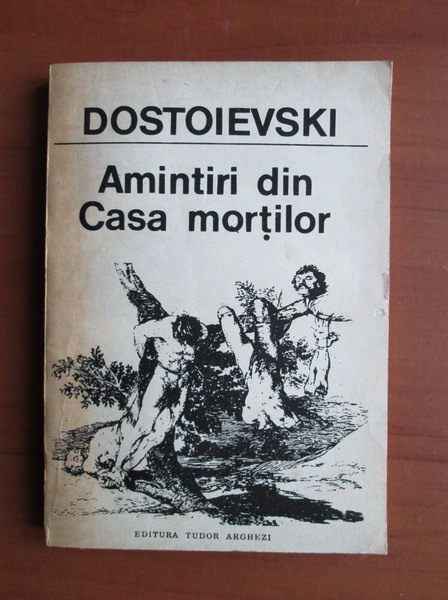 DOSTOIEVSKI
Amintiri din
Casa morților
EDITURA TUDOR ARGHEZI